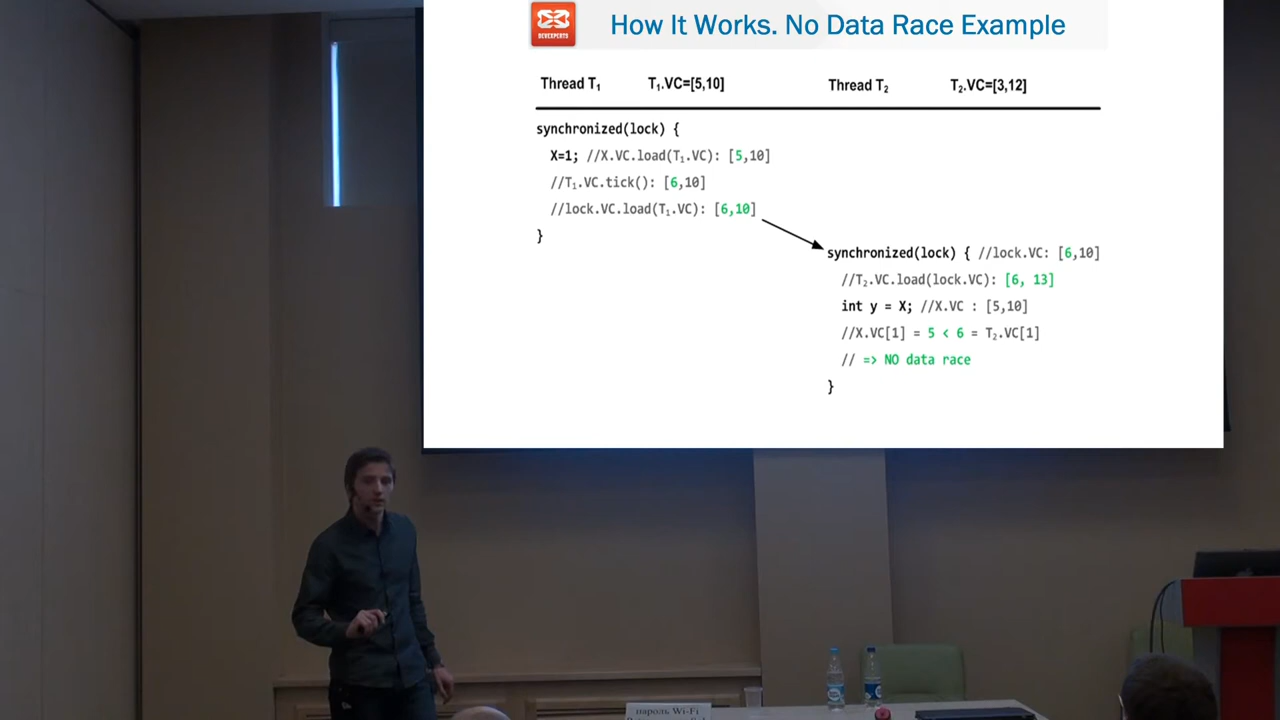 DEVEXPERTS
How It Works. No Data Race Example
Thread T₁ T₁.VC=[5,10] Thread T₂ T₂.VC=[3,12]
synchronized(lock) {
X=1; //X.VC.load(T₁.VC): [5,10]
//T₁.VC.tick(): [6,10]
//lock.VC.load(T₁.VC): [6,10]
}
synchronized(lock) { //lock.VC: [6,10]
//T₂.VC.load(lock.VC): [6, 13]
int y = X; //X.VC : [5,10]
//X.VC[1] = 5 < 6 = T₂.VC[1]
// => NO data race
}
пароль Wi-Fi